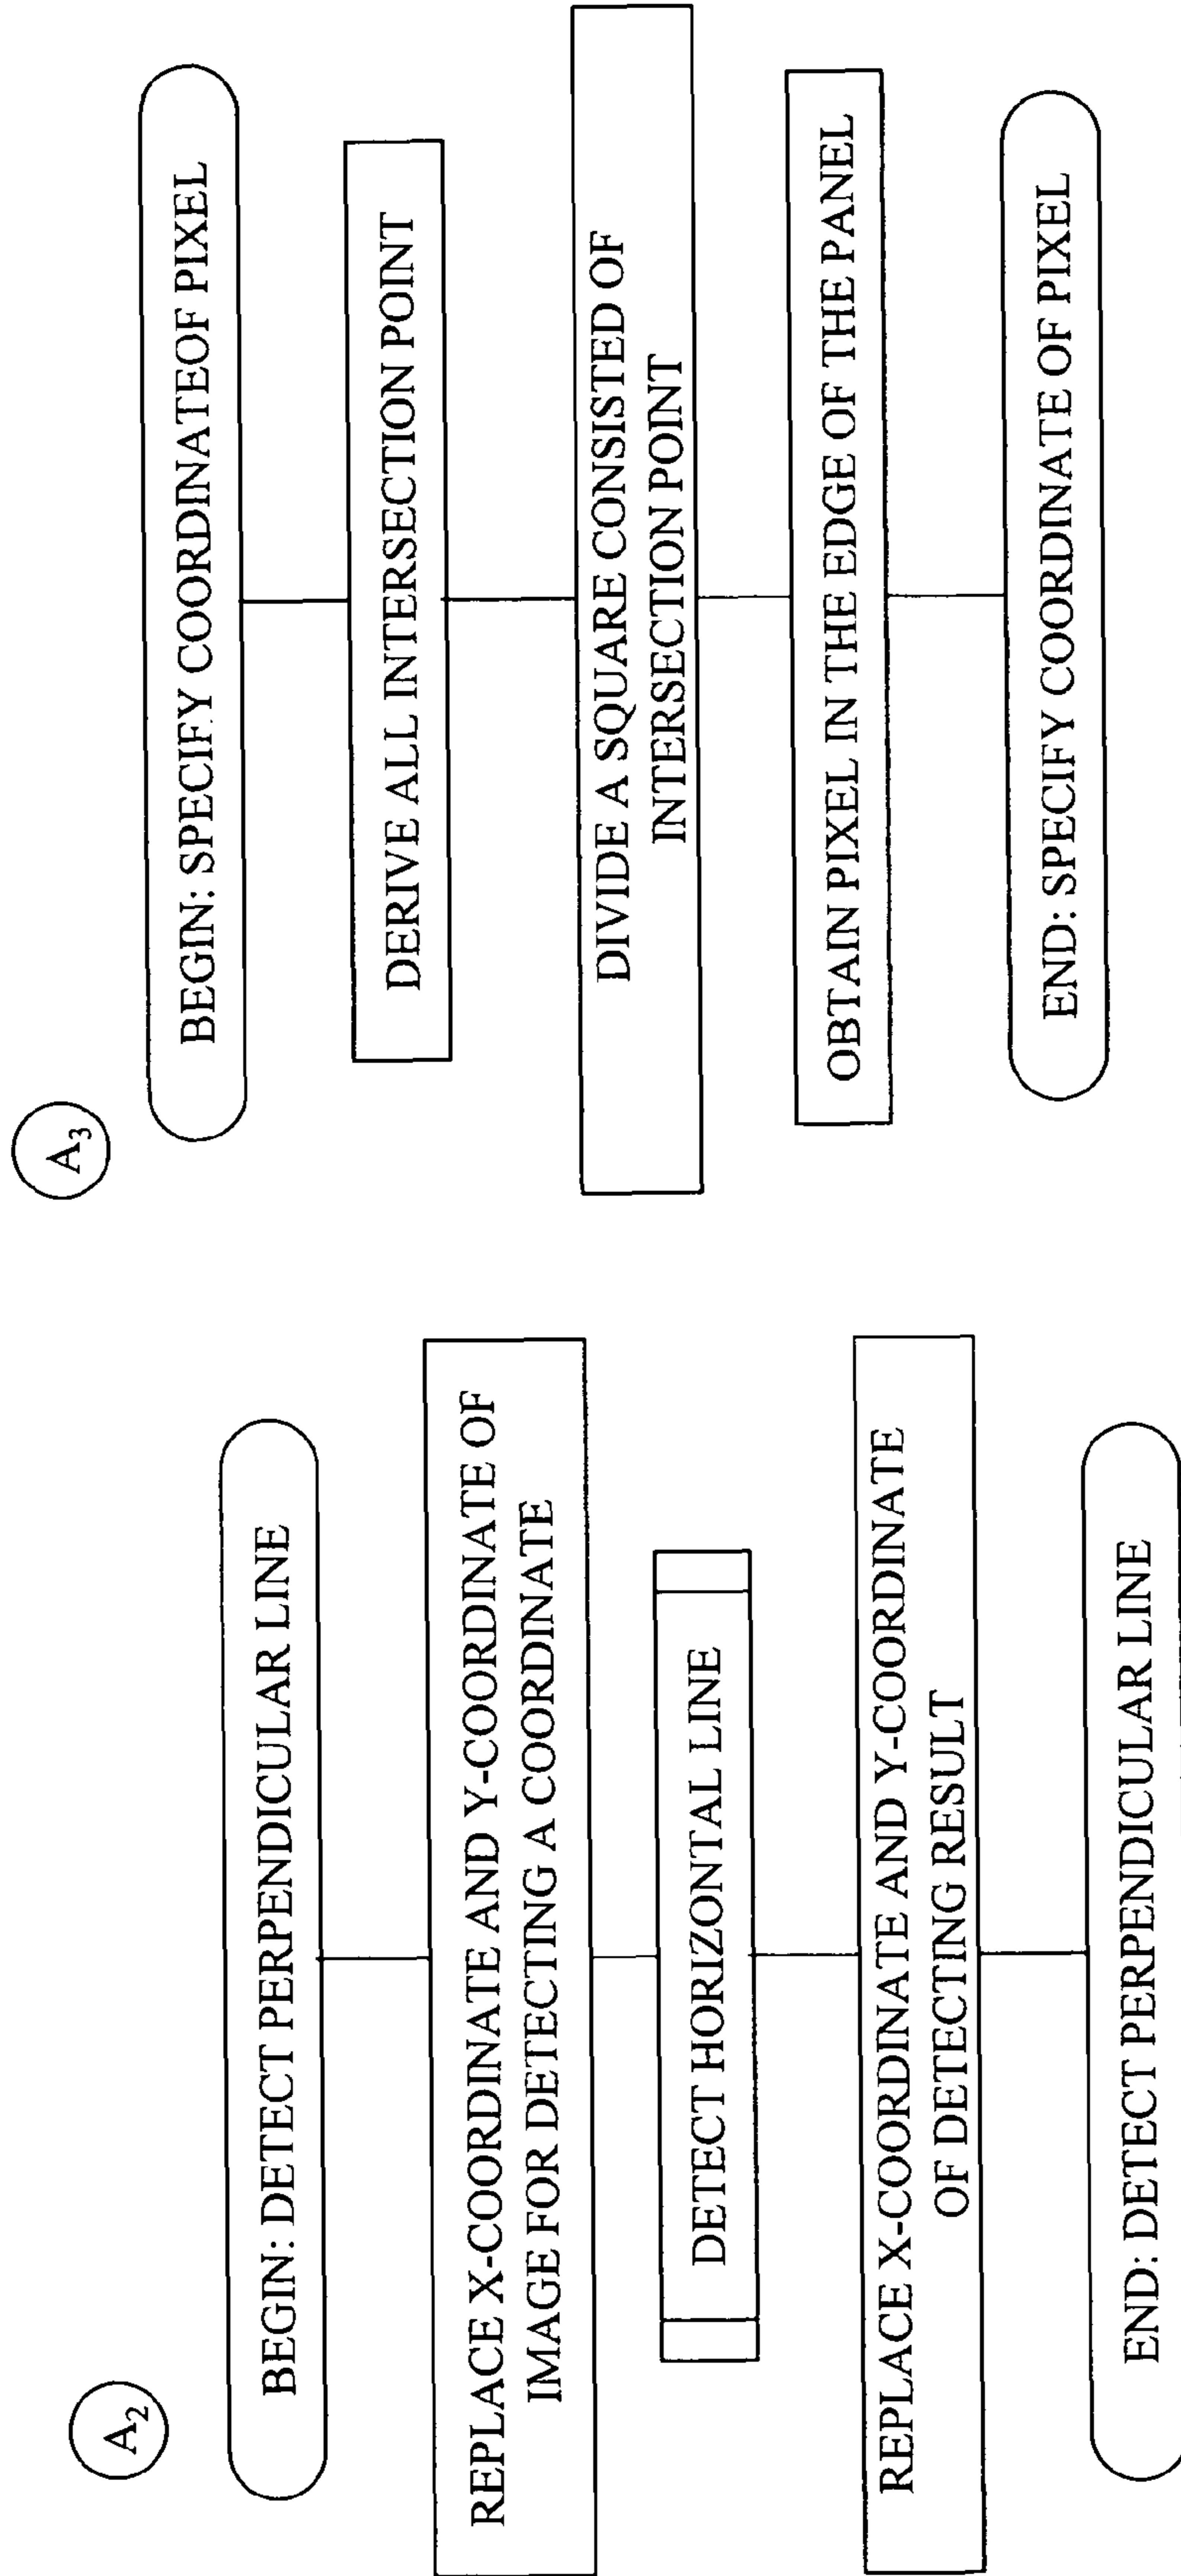 A2
BEGIN: DETECT PERPENDICULAR LINE
REPLACE X-COORDINATE AND Y-COORDINATE OF
IMAGE FOR DETECTING A COORDINATE
DETECT HORIZONTAL LINE
REPLACE X-COORDINATE AND Y-COORDINATE
OF DETECTING RESULT
END: DETECT PERPENDICULAR LINE
A3
BEGIN: SPECIFY COORDINATEOF PIXEL
DERIVE ALL INTERSECTION POINT
DIVIDE A SQUARE CONSISTED OF
INTERSECTION POINT
OBTAIN PIXEL IN THE EDGE OF THE PANEL
END: SPECIFY COORDINATE OF PIXEL